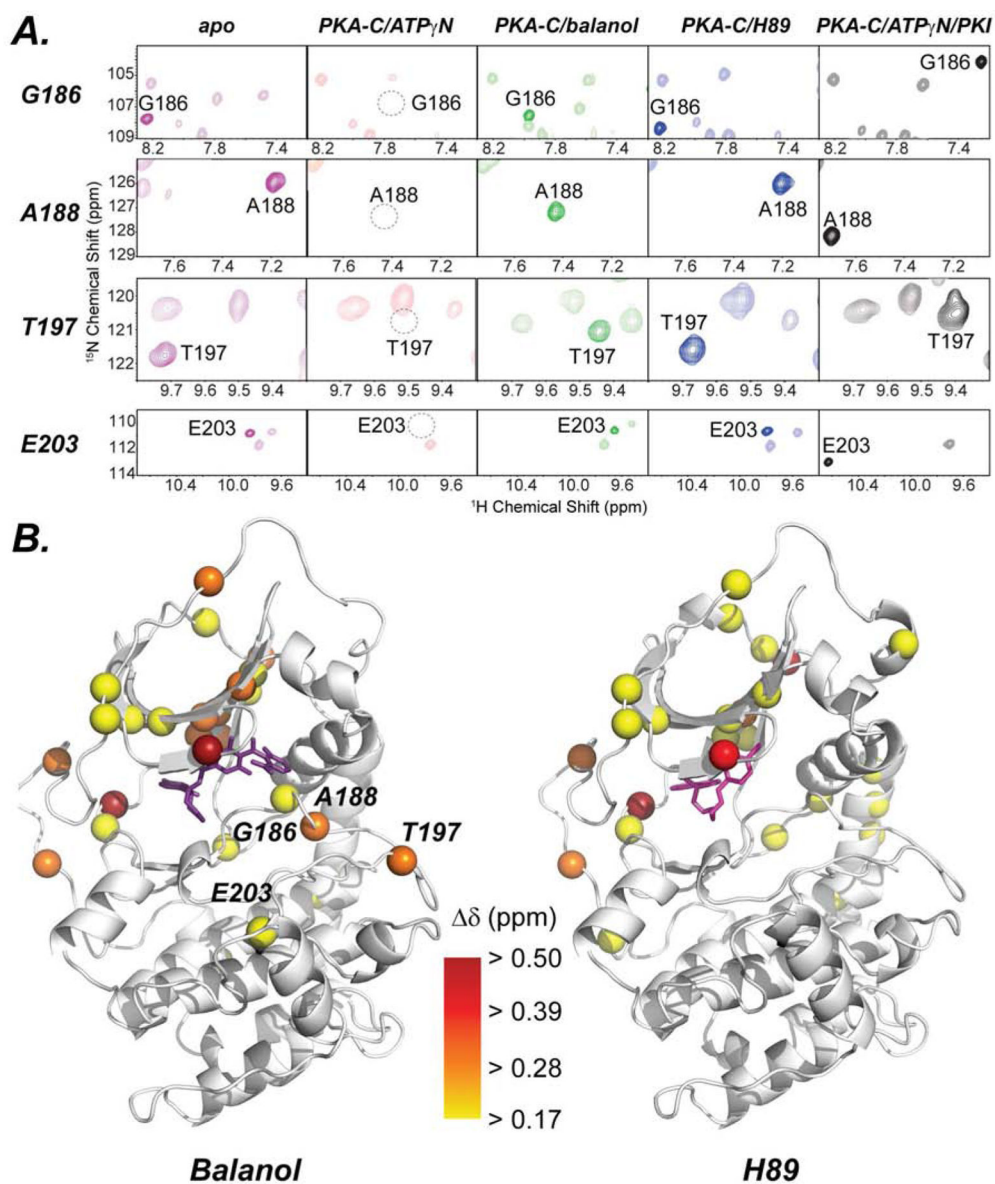 A.
apo PKA-C/ATPγN PKA-C/balanol PKA-C/H89 PKA-C/ATPγN/PKI
G186
105
107
109
G186
G186
G186
G186
G186
8.2 7.8 7.4 8.2 7.8 7.4 8.2 7.8 7.4 8.2 7.8 7.4 8.2 7.8 7.4
A188
126
127
128
129
A188
A188
A188
A188
A188
7.6 7.4 7.2 7.6 7.4 7.2 7.6 7.4 7.2 7.6 7.4 7.2 7.6 7.4 7.2
¹⁵N Chemical Shift (ppm)
T197
120
121
122
T197
T197
T197
T197
T197
9.7 9.6 9.5 9.4 9.7 9.6 9.5 9.4 9.7 9.6 9.5 9.4 9.7 9.6 9.5 9.4 9.7 9.6 9.5 9.4
E203
110
112
114
E203
E203
E203
E203
E203
10.4 10.0 9.6 10.4 10.0 9.6 10.4 10.0 9.6 10.4 10.0 9.6 10.4 10.0 9.6
¹H Chemical Shift (ppm)
B.
A188
G186
T197
E203
Δδ (ppm)
> 0.50
> 0.39
> 0.28
> 0.17
Balanol
H89